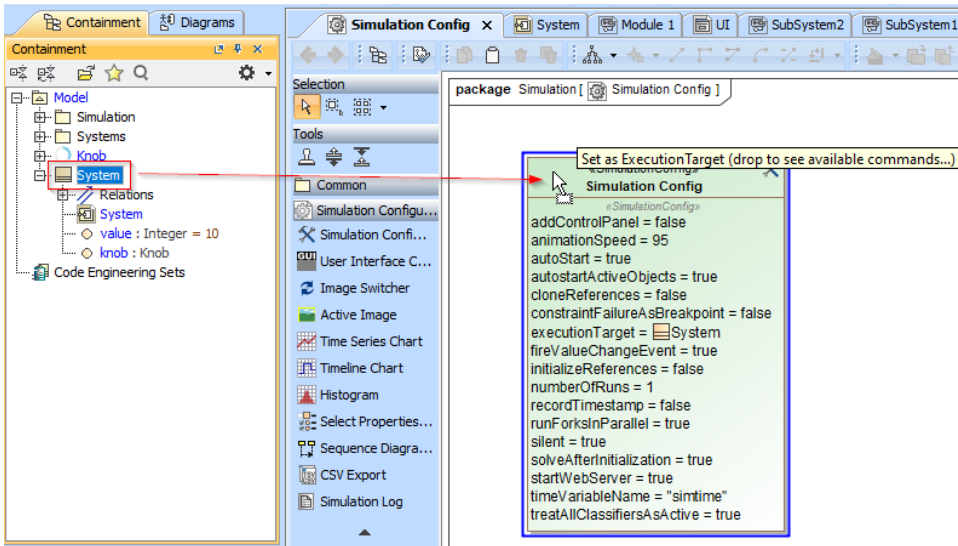 Containment
Diagrams
Containment
Model
Simulation
Systems
Knob
System
Relations
System
value : Integer = 10
knob : Knob
Code Engineering Sets
Simulation Config
System
Module 1
UI
SubSystem2
SubSystem1
Selection
Tools
Common
Simulation Configu...
Simulation Confi...
GUI
User Interface C...
Image Switcher
Active Image
Time Series Chart
Timeline Chart
Histogram
Select Properties...
Sequence Diagra...
CSV Export
Simulation Log
package Simulation [ Simulation Config ]
Set as ExecutionTarget (drop to see available commands...)
«SimulationConfig»
Simulation Config
«SimulationConfig»
addControlPanel = false
animationSpeed = 95
autoStart = true
autostartActiveObjects = true
cloneReferences = false
constraintFailureAsBreakpoint = false
executionTarget = System
fireValueChangeEvent = true
initializeReferences = false
numberOfRuns = 1
recordTimestamp = false
runForksInParallel = true
silent = true
solveAfterInitialization = true
startWebServer = true
timeVariableName = "simtime"
treatAllClassifiersAsActive = true